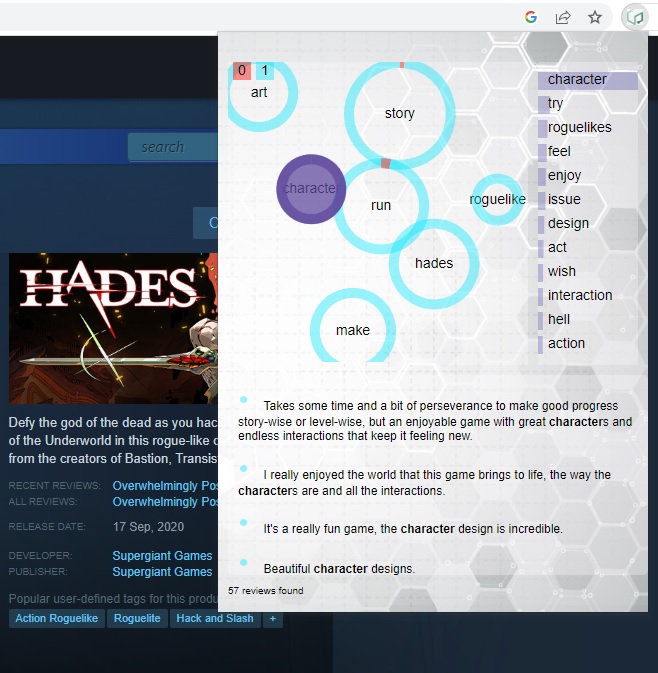 0 1
art
story
character
run
roguelike
hades
make
character
try
roguelikes
feel
enjoy
issue
design
act
wish
interaction
hell
action
search
C
HADES
Defy the god of the dead as you hac
of the Underworld in this rogue-like c
from the creators of Bastion, Transis
RECENT REVIEWS: Overwhelmingly Pos
ALL REVIEWS: Overwhelmingly Pos
RELEASE DATE: 17 Sep, 2020
DEVELOPER: Supergiant Games
PUBLISHER: Supergiant Games
Popular user-defined tags for this produ
Action Roguelike Roguelite Hack and Slash +
Takes some time and a bit of perseverance to make good progress
story-wise or level-wise, but an enjoyable game with great characters and
endless interactions that keep it feeling new.
I really enjoyed the world that this game brings to life, the way the
characters are and all the interactions.
It's a really fun game, the character design is incredible.
Beautiful character designs.
57 reviews found